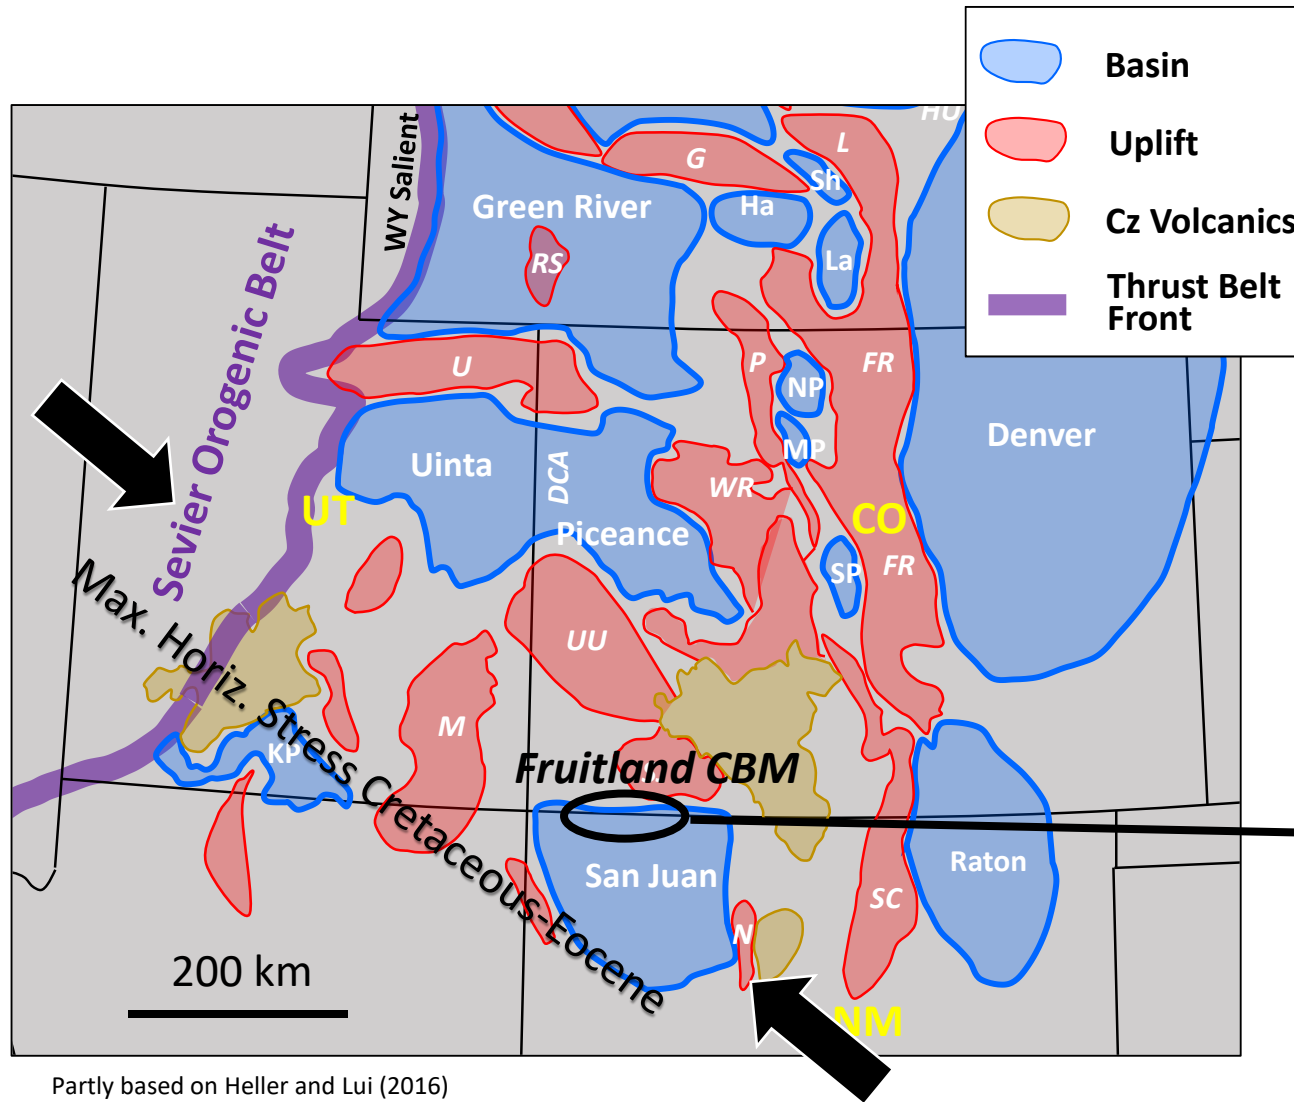 Basin
Uplift
Cz Volcanics
Thrust Belt
Front
HU
WY Salient
G
L
Sh
Green River
Ha
La
RS
Sevier Orogenic Belt
U
P
NP
FR
MP
Denver
Uinta
DCA
WR
UT
CO
Piceance
SP
FR
UU
Max. Horiz. Stress Cretaceous-Eocene
M
KP
Fruitland CBM
San Juan
Raton
SC
N
200 km
NM
Partly based on Heller and Lui (2016)